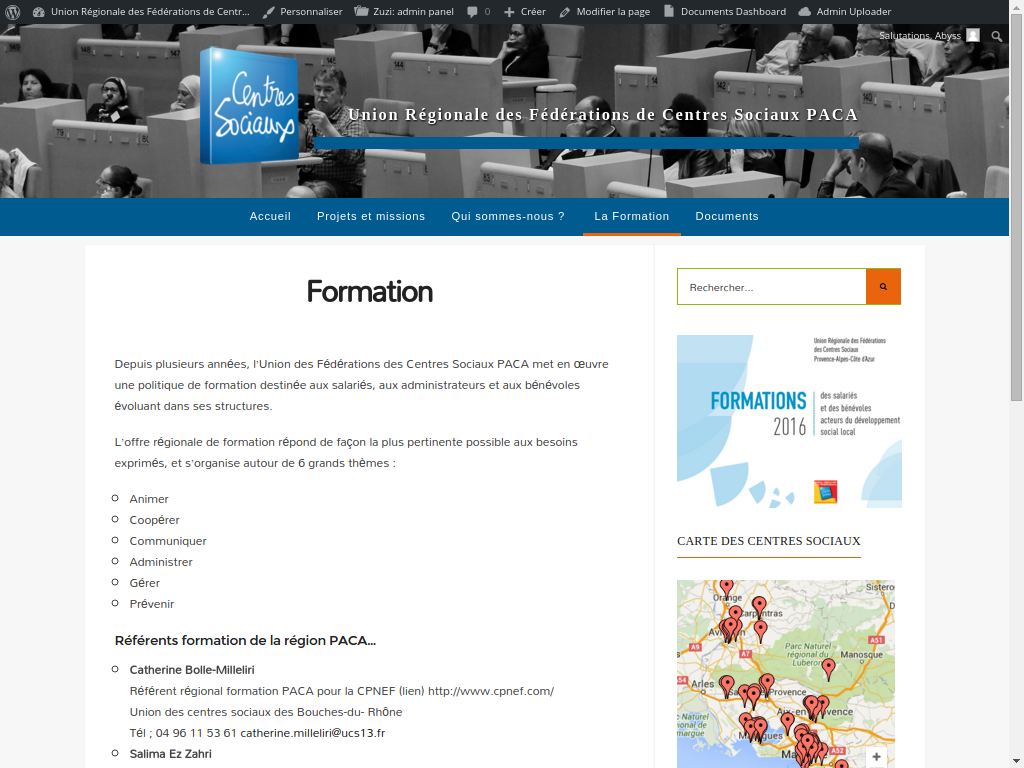 Union Régionale des Fédérations de Centr...
Personnaliser
Zuzi: admin panel
0
Créer
Modifier la page
Documents Dashboard
Admin Uploader
Salutations, Abyss
Centres
Sociaux
Union Régionale des Fédérations de Centres Sociaux PACA
Accueil
Projets et missions
Qui sommes-nous ?
La Formation
Documents
Formation
Depuis plusieurs années, l'Union des Fédérations des Centres Sociaux PACA met en œuvre
une politique de formation destinée aux salariés, aux administrateurs et aux bénévoles
évoluant dans ses structures.
L'offre régionale de formation répond de façon la plus pertinente possible aux besoins
exprimés, et s'organise autour de 6 grands thèmes :
Animer
Coopérer
Communiquer
Administrer
Gérer
Prévenir
Référents formation de la région PACA...
Catherine Bolle-Milleliri
Référent régional formation PACA pour la CPNEF (lien) http://www.cpnef.com/
Union des centres sociaux des Bouches-du- Rhône
Tél ; 04 96 11 53 61 catherine.milleliri@ucs13.fr
Salima Ez Zahri
Rechercher...
Union Régionale des Fédérations
des Centres Sociaux
Provence-Alpes-Côte d'Azur
FORMATIONS
2016
des salariés
et des bénévoles
acteurs du développement
social local
CARTE DES CENTRES SOCIAUX
Orange
Sistero
Carpentras
A51
A9
A7
Parc Naturel
régional du
Luberon
Manosque
Arles
A54
Provence
Aix-en-Provence
c Naturel
régional
A52
+